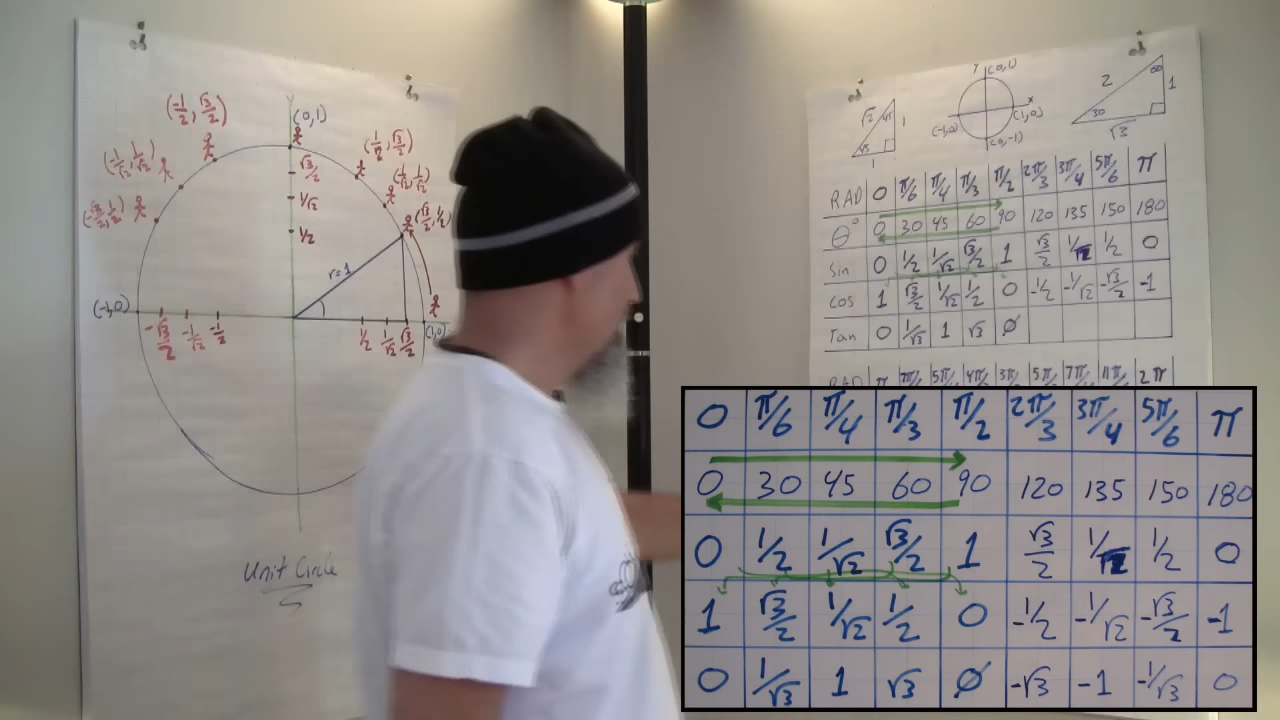 (-1/2, √3/2)
(0,1)
(1/2, √3/2)
(-1/√2, 1/√2)
√3/2
(1/√2, 1/√2)
1/√2
(-√3/2, 1/2)
(√3/2, 1/2)
1/2
r=1
(-1,0)
-√3/2 -1/√2 -1/2 1/2 1/√2 √3/2 (1,0)
Unit Circle
√2 45 1
45
1
Y (0,1)
x
(-1,0) (1,0)
(0,-1)
2 60 1
30
√3
RAD 0 π/6 π/4 π/3 π/2 2π/3 3π/4 5π/6 π
θ° 0 30 45 60 90 120 135 150 180
Sin 0 1/2 1/√2 √3/2 1 √3/2 1/√2 1/2 0
Cos 1 √3/2 1/√2 1/2 0 -1/2 -1/√2 -√3/2 -1
Tan 0 1/√3 1 √3 Ø
RAD π 2π
0 π/6 π/4 π/3 π/2 2π/3 3π/4 5π/6 π
0 30 45 60 90 120 135 150 180
0 1/2 1/√2 √3/2 1 √3/2 1/√2 1/2 0
1 √3/2 1/√2 1/2 0 -1/2 -1/√2 -√3/2 -1
0 1/√3 1 √3 Ø -√3 -1 -1/√3 0